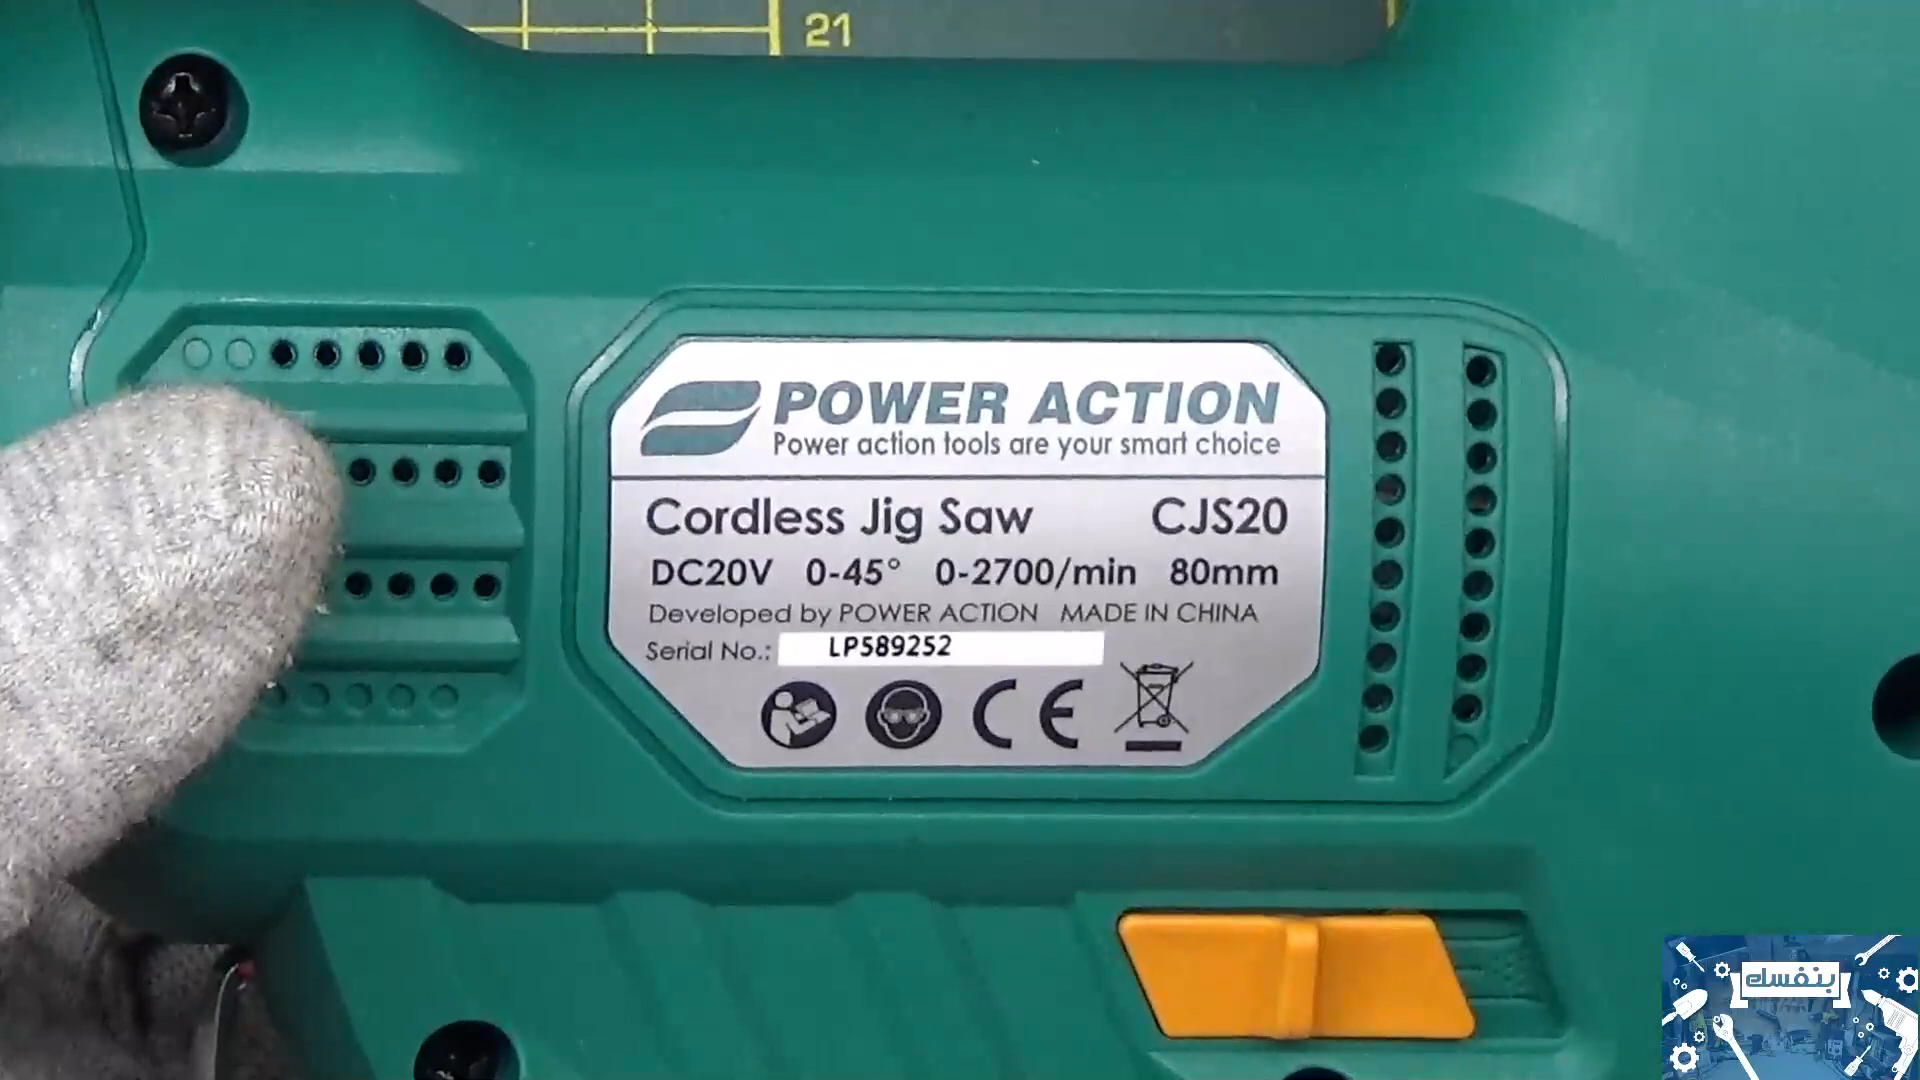 21
POWER ACTION
Power action tools are your smart choice
Cordless Jig Saw CJS20
DC20V 0-45° 0-2700/min 80mm
Developed by POWER ACTION MADE IN CHINA
Serial No.: LP589252
CE
بنفسك